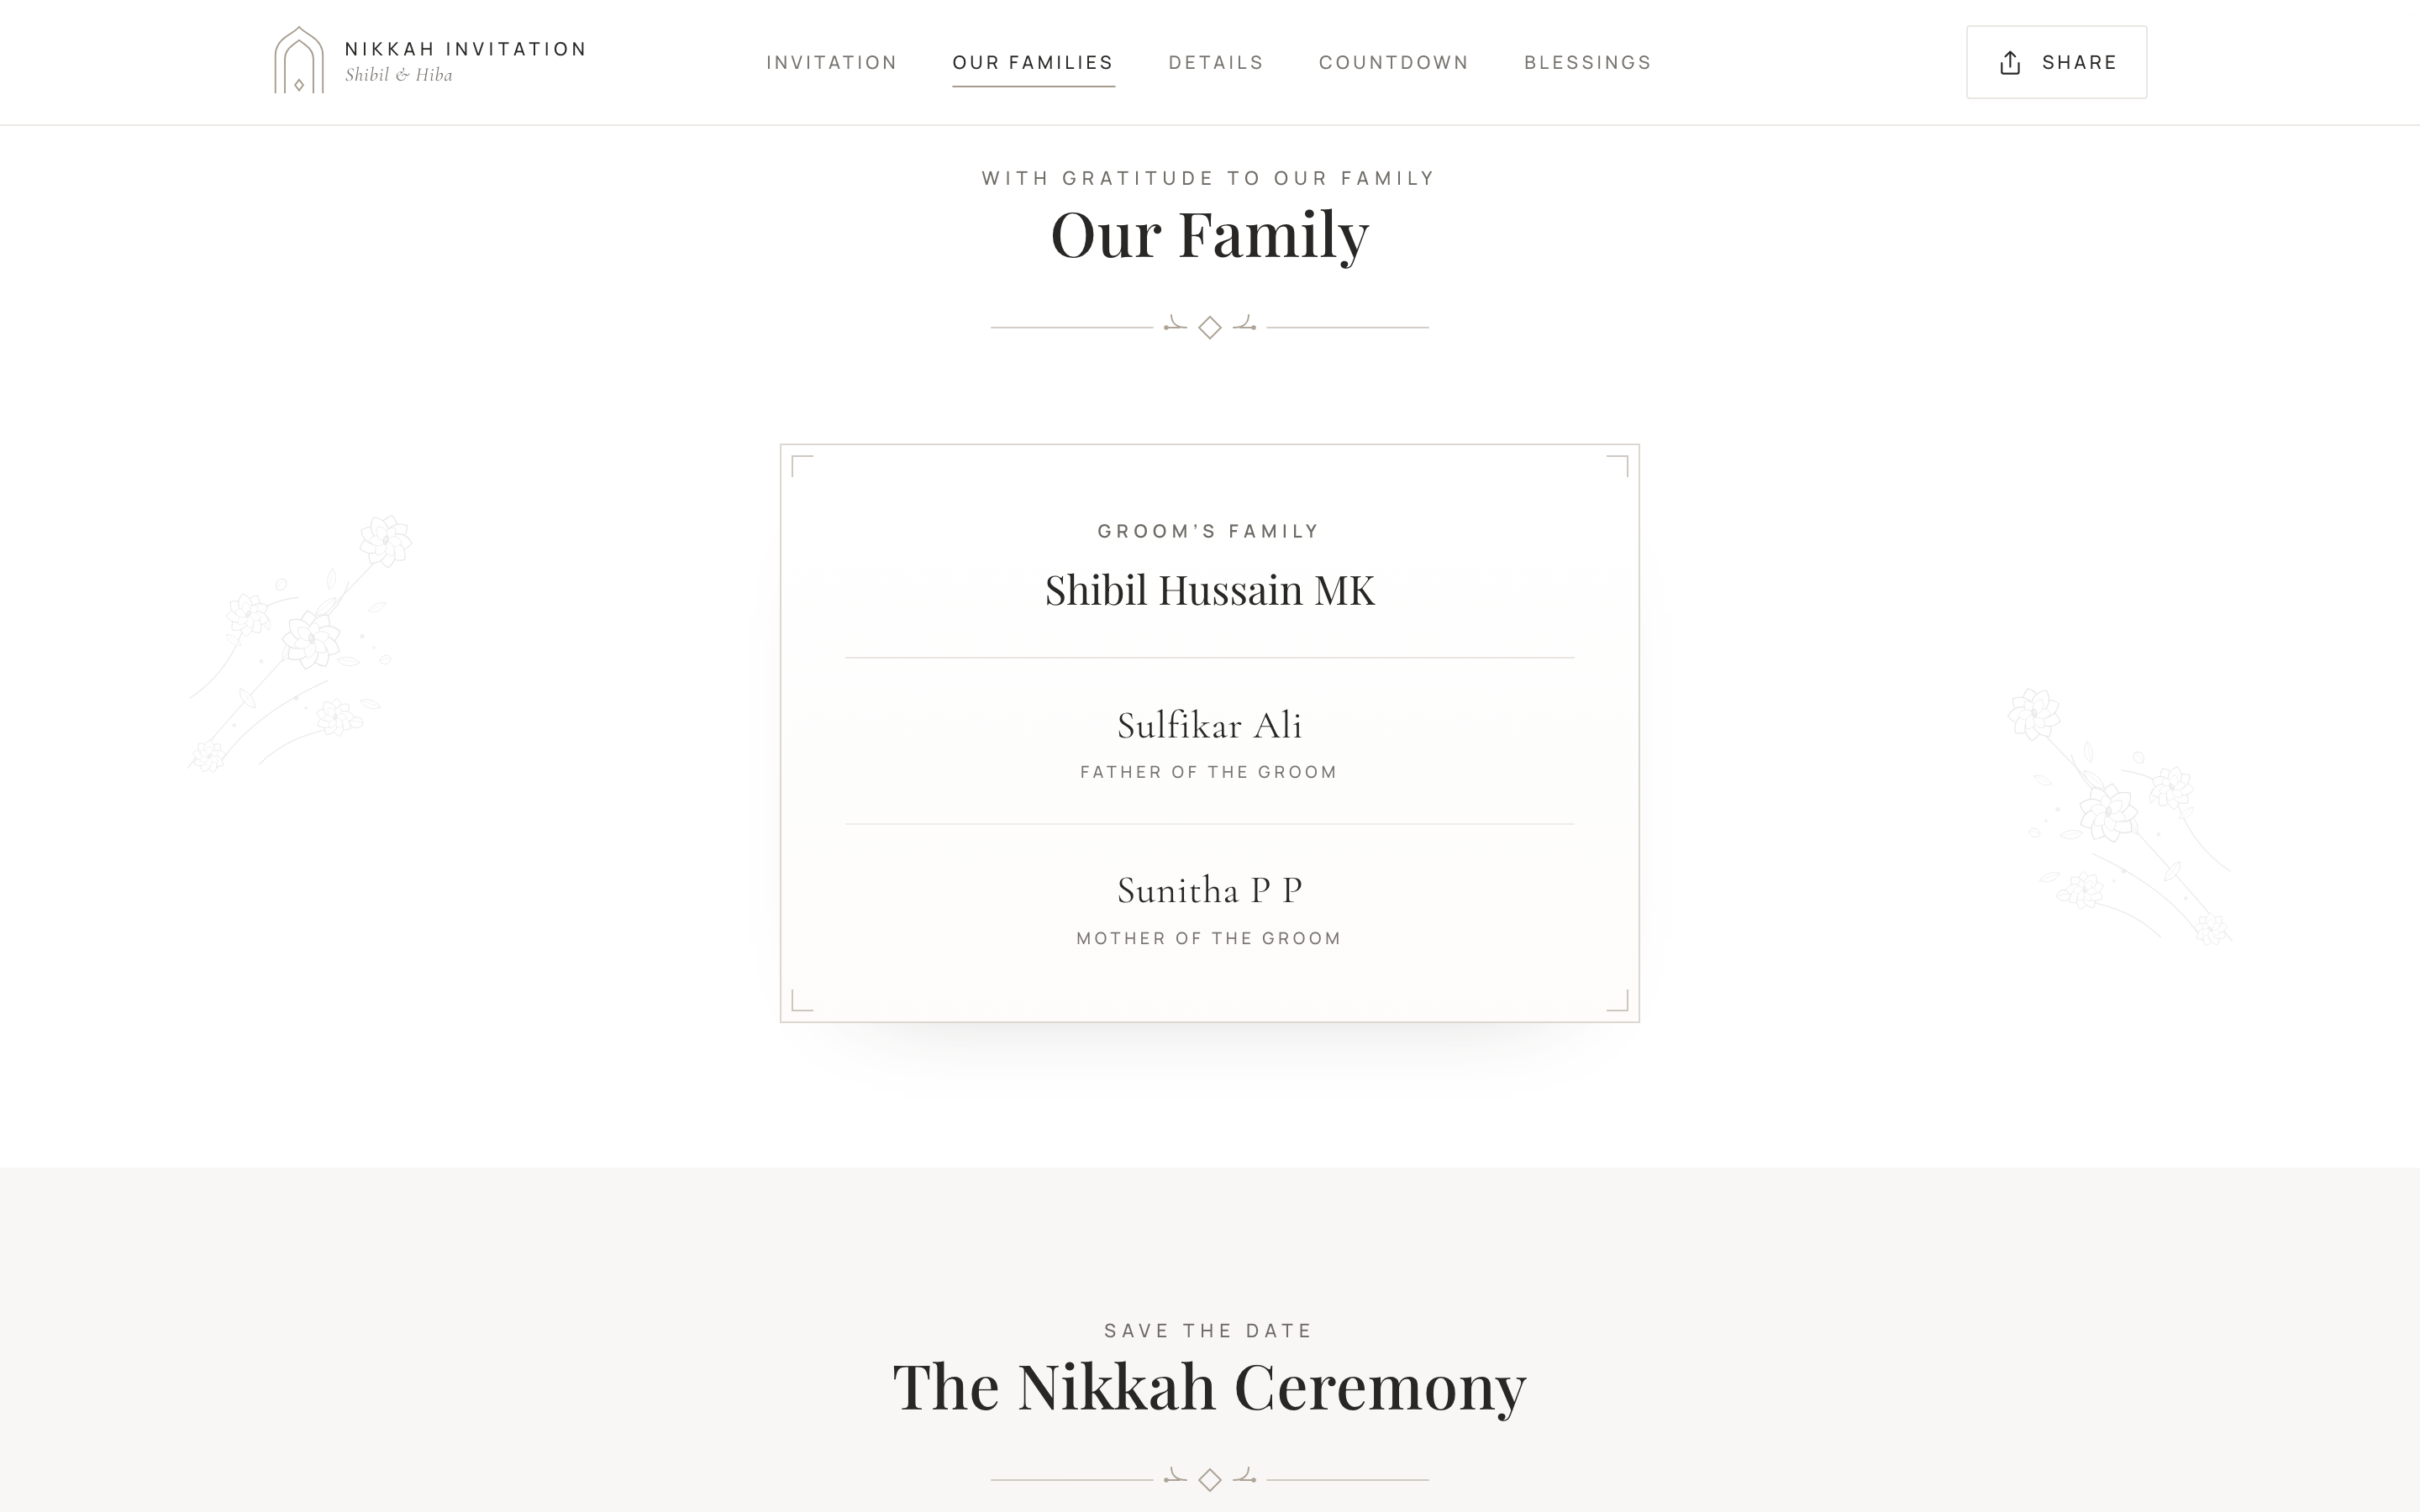 NIKKAH INVITATION
Shibil & Hiba
INVITATION
OUR FAMILIES
DETAILS
COUNTDOWN
BLESSINGS
SHARE
WITH GRATITUDE TO OUR FAMILY
Our Family
GROOM’S FAMILY
Shibil Hussain MK
Sulfikar Ali
FATHER OF THE GROOM
Sunitha P P
MOTHER OF THE GROOM
SAVE THE DATE
The Nikkah Ceremony